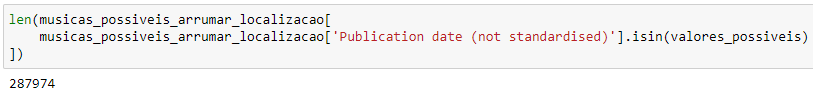 len(musicas_possiveis_arrumar_localizacao[
    musicas_possiveis_arrumar_localizacao['Publication date (not standardised)'].isin(valores_possiveis)
])
287974